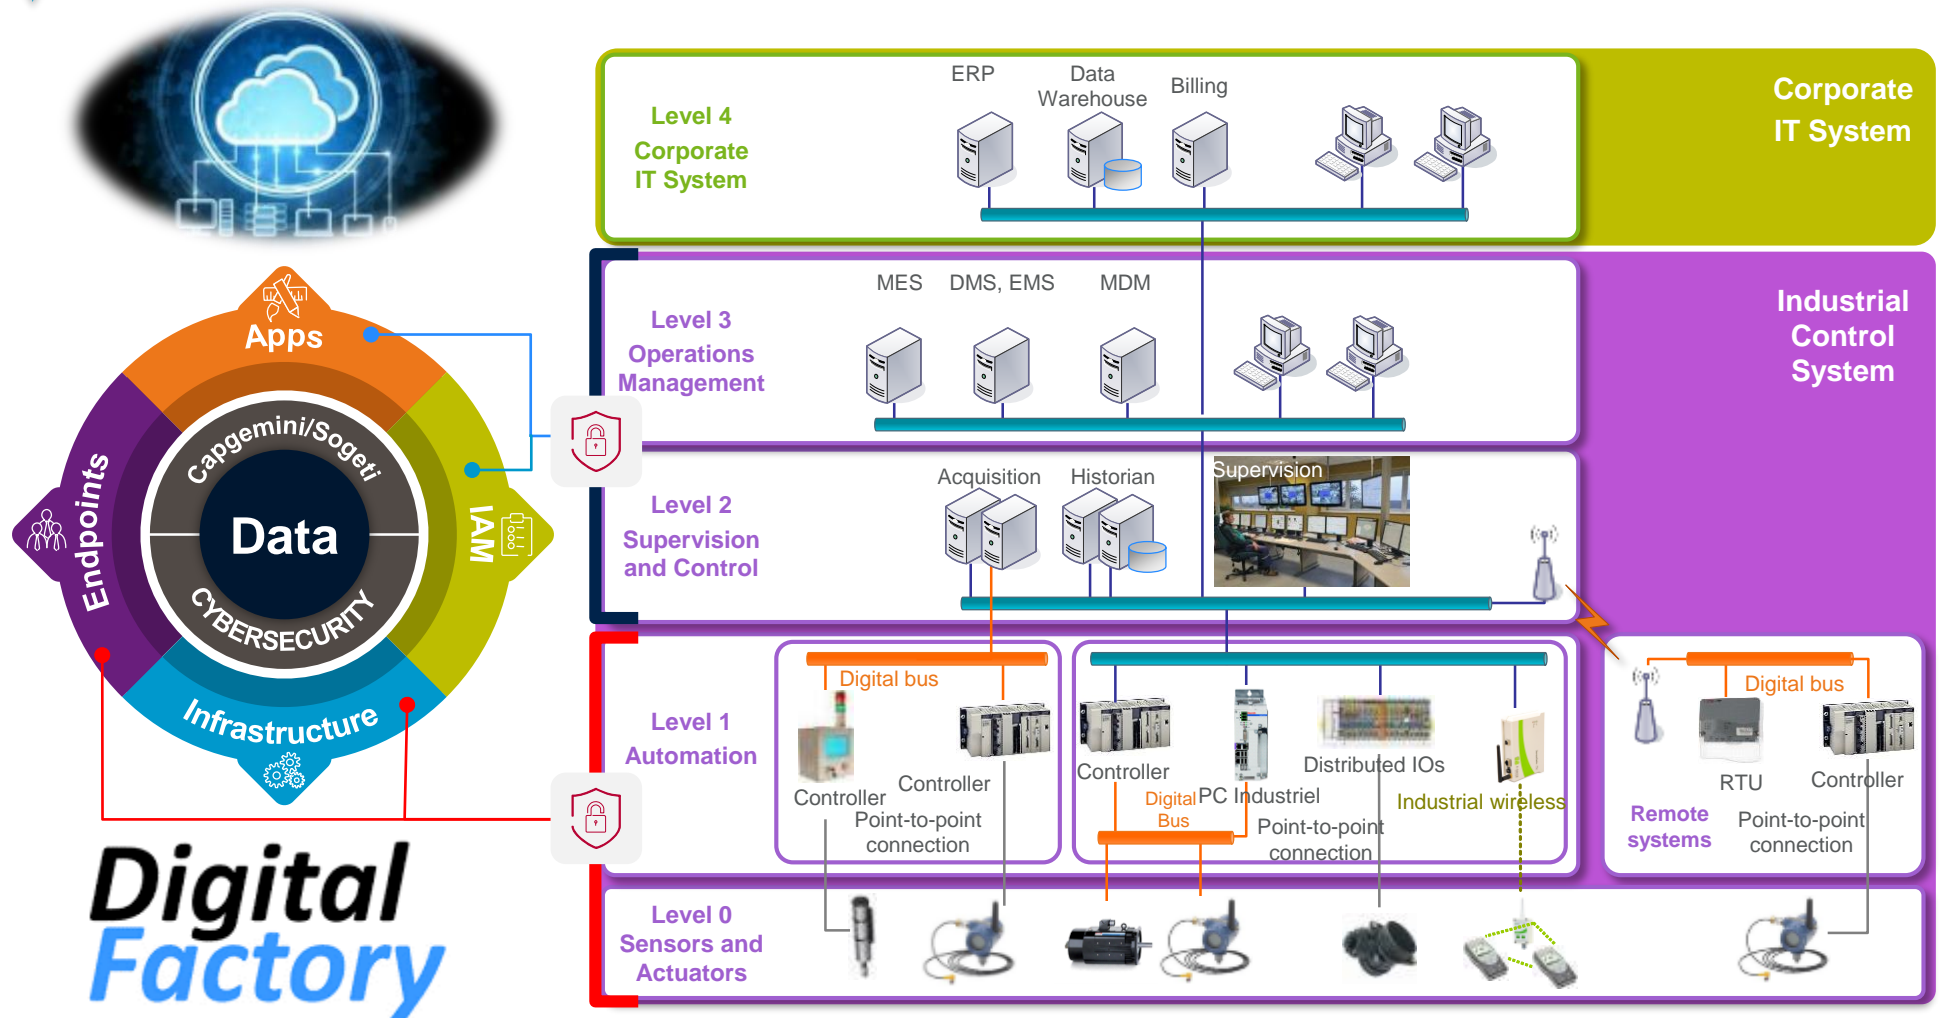 Corporate
IT System
ERP
Data
Warehouse
Billing
Level 4
Corporate
IT System
Industrial
Control
System
MES
DMS, EMS
MDM
Level 3
Operations
Management
Apps
IAM
Infrastructure
Endpoints
Capgemini/Sogeti
Data
CYBERSECURITY
Acquisition
Historian
Supervision
Level 2
Supervision
and Control
Level 1
Automation
Digital bus
Controller
Controller
Point-to-point
connection
Controller
Digital
Bus
PC Industriel
Distributed IOs
Point-to-point
connection
Industrial wireless
Digital bus
RTU
Controller
Remote
systems
Point-to-point
connection
Level 0
Sensors and
Actuators
Digital
Factory